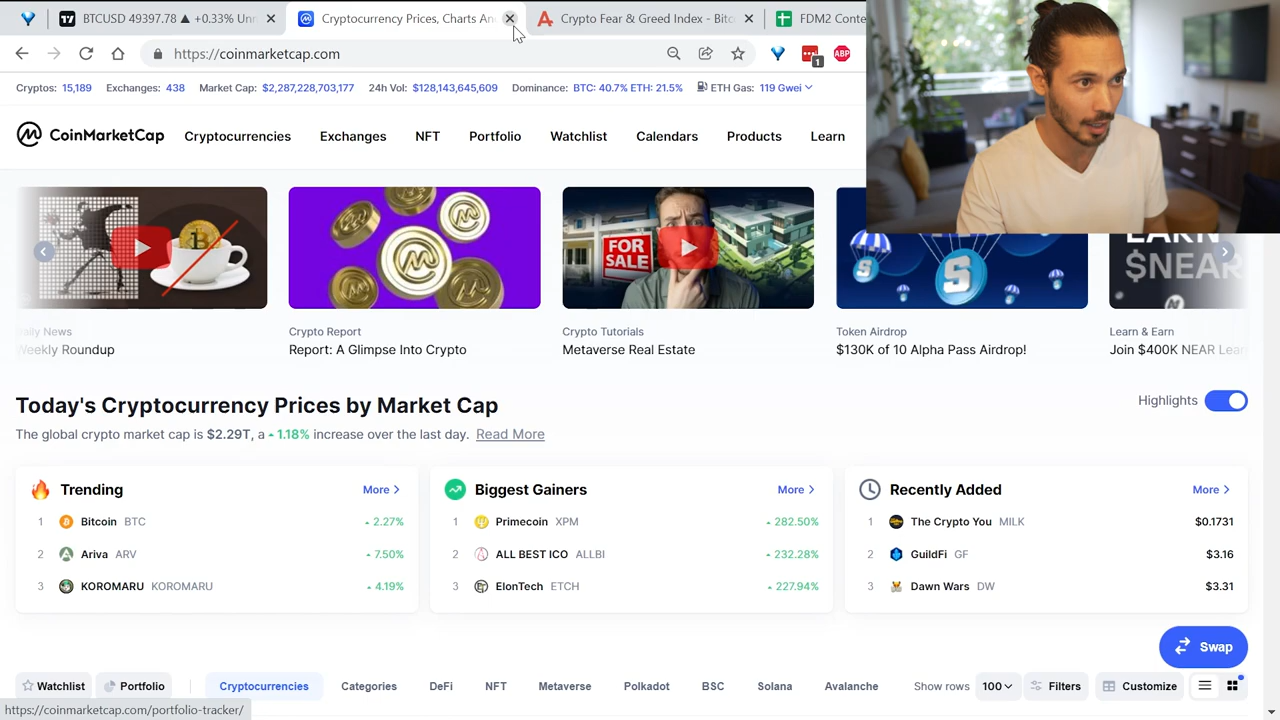 BTCUSD 49397.78 ▲ +0.33% Unr
Cryptocurrency Prices, Charts An
Crypto Fear & Greed Index - Bitc
FDM2 Conte
https://coinmarketcap.com
1
ABP
Cryptos: 15,189 Exchanges: 438 Market Cap: $2,287,228,703,177 24h Vol: $128,143,645,609 Dominance: BTC: 40.7% ETH: 21.5% ETH Gas: 119 Gwei
CoinMarketCap Cryptocurrencies Exchanges NFT Portfolio Watchlist Calendars Products Learn
FOR
SALE
EARN
$NEAR
Daily News
Weekly Roundup
Crypto Report
Report: A Glimpse Into Crypto
Crypto Tutorials
Metaverse Real Estate
Token Airdrop
$130K of 10 Alpha Pass Airdrop!
Learn & Earn
Join $400K NEAR Lear
Today's Cryptocurrency Prices by Market Cap
Highlights
The global crypto market cap is $2.29T, a 1.18% increase over the last day. Read More
Trending More
1 Bitcoin BTC 2.27%
2 Ariva ARV 7.50%
3 KOROMARU KOROMARU 4.19%
Biggest Gainers More
1 Primecoin XPM 282.50%
2 ALL BEST ICO ALLBI 232.28%
3 ElonTech ETCH 227.94%
Recently Added More
1 The Crypto You MILK $0.1731
2 GuildFi GF $3.16
3 Dawn Wars DW $3.31
Swap
Watchlist Portfolio Cryptocurrencies Categories DeFi NFT Metaverse Polkadot BSC Solana Avalanche Show rows 100 Filters Customize
https://coinmarketcap.com/portfolio-tracker/